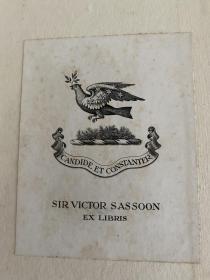 CANDIDE ET CONSTANTER
SIR VICTOR SASSOON
EX LIBRIS